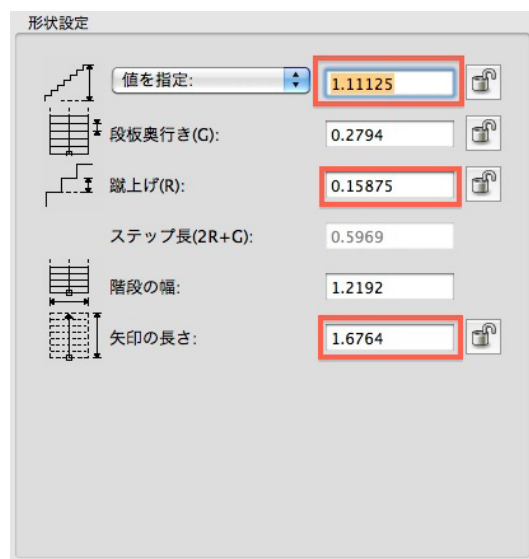 形状設定
値を指定: 1.11125
段板奥行き(G): 0.2794
蹴上げ(R): 0.15875
ステップ長(2R+G): 0.5969
階段の幅: 1.2192
矢印の長さ: 1.6764